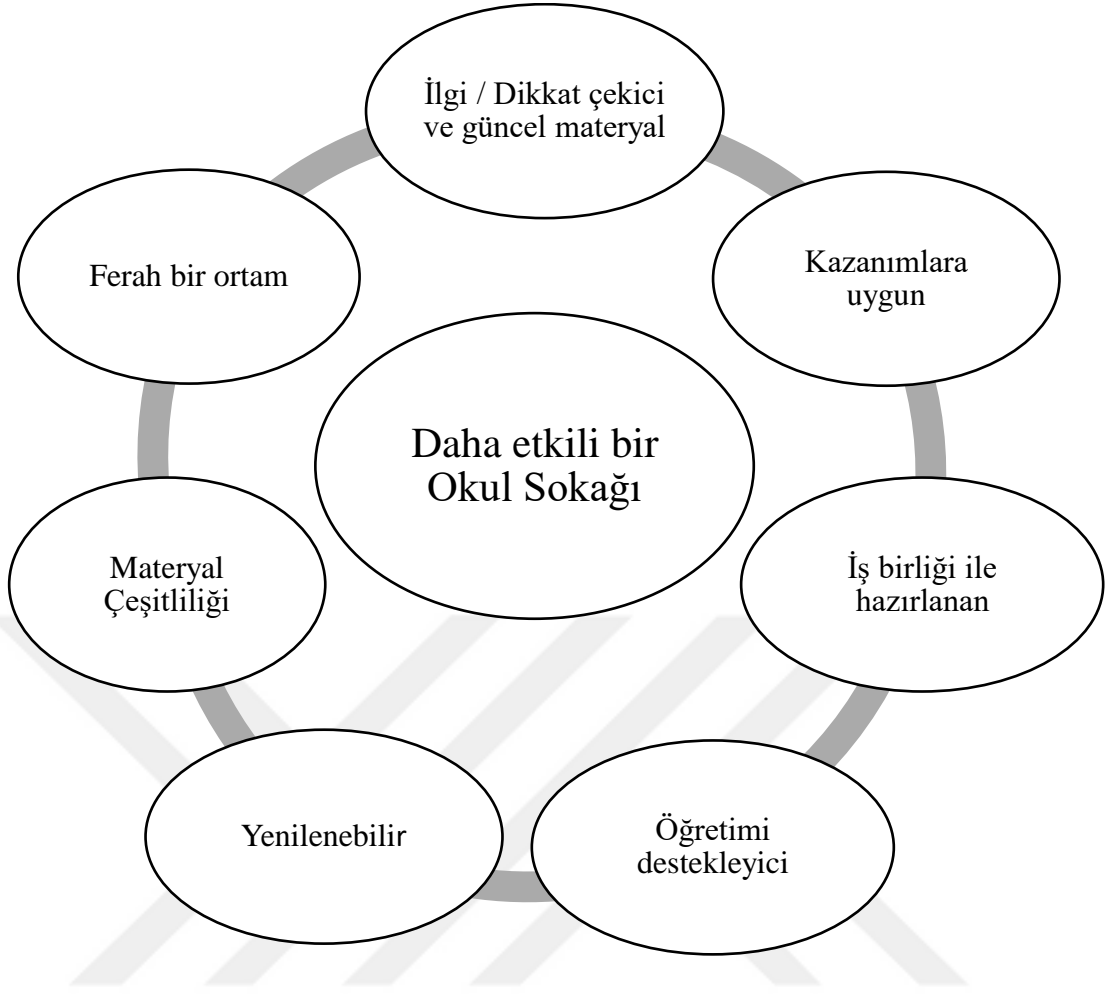 İlgi / Dikkat çekici
ve güncel materyal
Kazanımlara
uygun
İş birliği ile
hazırlanan
Öğretimi
destekleyici
Yenilenebilir
Materyal
Çeşitliliği
Ferah bir ortam
Daha etkili bir
Okul Sokağı